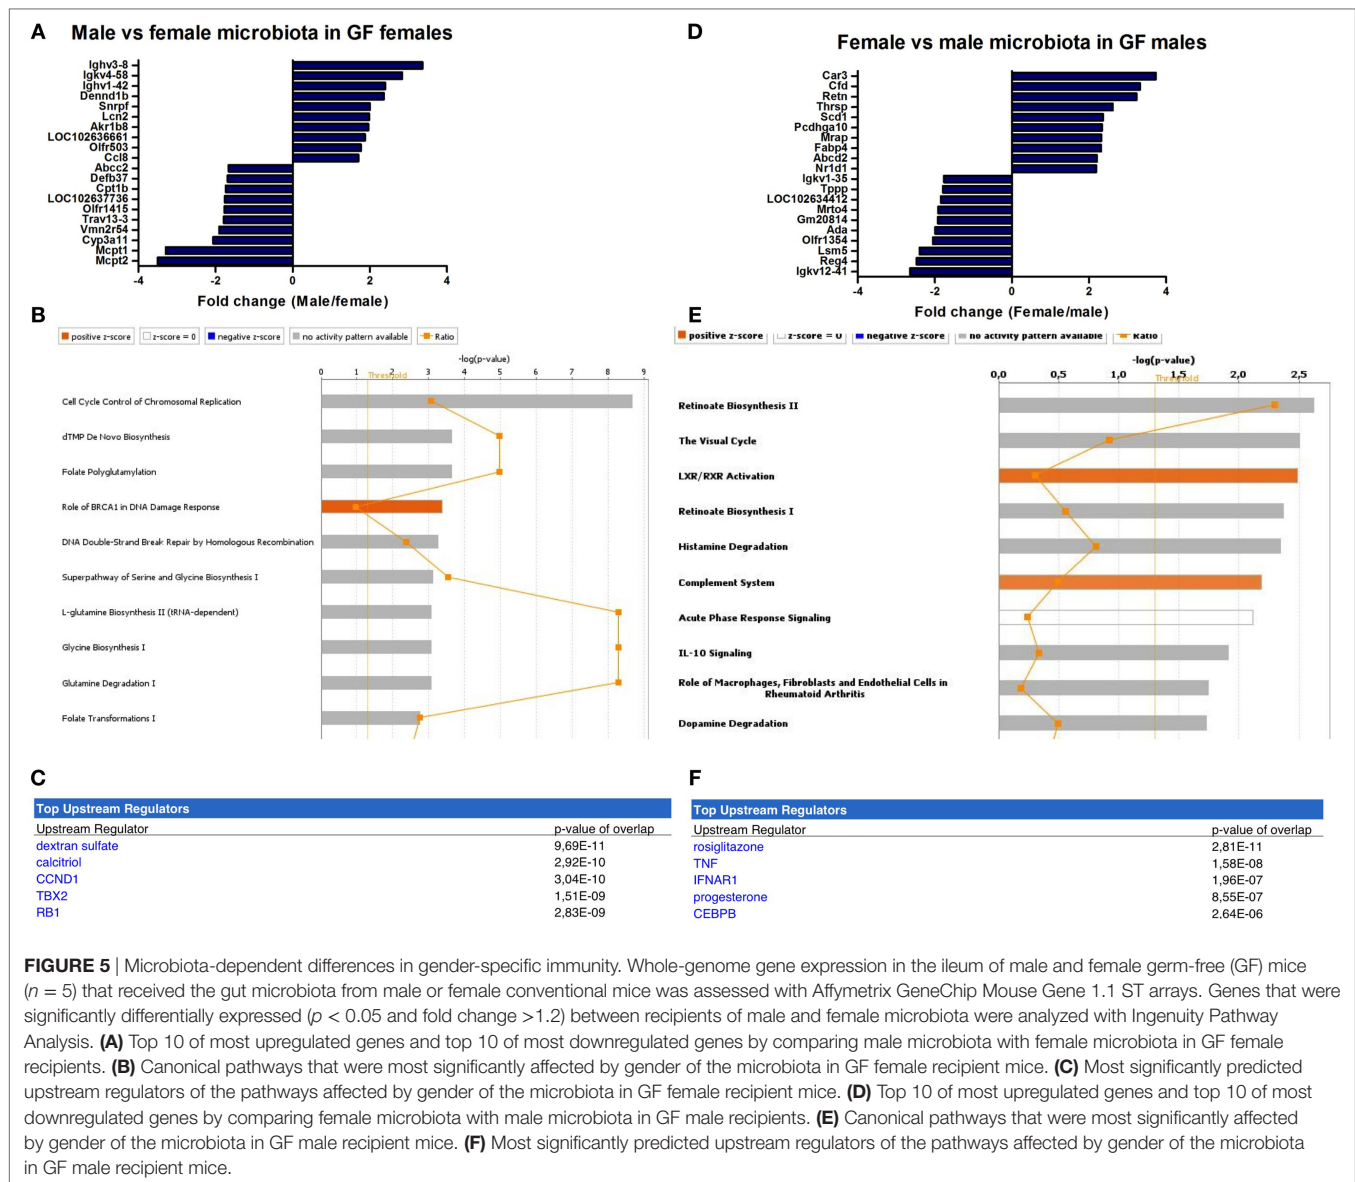 A
Male vs female microbiota in GF females
Ighv3-8
Igkv4-58
Ighv1-42
Dennd1b
Snrpf
Lcn2
Akr1b8
LOC102636661
Olfr503
Ccl8
Abcc2
Defb37
Cpt1b
LOC102637736
Olfr1415
Trav13-3
Vmn2r54
Cyp3a11
Mcpt1
Mcpt2
-4 -2 0 2 4
Fold change (Male/female)
D
Female vs male microbiota in GF males
Car3
Cfd
Retn
Thrsp
Scd1
Pcdhga10
Mrap
Fabp4
Abcd2
Nr1d1
Igkv1-35
Tppp
LOC102634412
Mrto4
Gm20814
Ada
Olfr1354
Lsm5
Reg4
Igkv12-41
-4 -2 0 2 4
Fold change (Female/male)
B
positive z-score z-score = 0 negative z-score no activity pattern available Ratio
-log(p-value)
0 1 2 3 4 5 6 7 8 9
Threshold
Cell Cycle Control of Chromosomal Replication
dTMP De Novo Biosynthesis
Folate Polyglutamylation
Role of BRCA1 in DNA Damage Response
DNA Double-Strand Break Repair by Homologous Recombination
Superpathway of Serine and Glycine Biosynthesis I
L-glutamine Biosynthesis II (tRNA-dependent)
Glycine Biosynthesis I
Glutamine Degradation I
Folate Transformations I
E
positive z-score z-score = 0 negative z-score no activity pattern available Ratio
-log(p-value)
0,0 0,5 1,0 1,5 2,0 2,5
Threshold
Retinoate Biosynthesis II
The Visual Cycle
LXR/RXR Activation
Retinoate Biosynthesis I
Histamine Degradation
Complement System
Acute Phase Response Signaling
IL-10 Signaling
Role of Macrophages, Fibroblasts and Endothelial Cells in
Rheumatoid Arthritis
Dopamine Degradation
C
Top Upstream Regulators
Upstream Regulator p-value of overlap
dextran sulfate 9,69E-11
calcitriol 2,92E-10
CCND1 3,04E-10
TBX2 1,51E-09
RB1 2,83E-09
F
Top Upstream Regulators
Upstream Regulator p-value of overlap
rosiglitazone 2,81E-11
TNF 1,58E-08
IFNAR1 1,96E-07
progesterone 8,55E-07
CEBPB 2,64E-06
FIGURE 5 | Microbiota-dependent differences in gender-specific immunity. Whole-genome gene expression in the ileum of male and female germ-free (GF) mice
(n = 5) that received the gut microbiota from male or female conventional mice was assessed with Affymetrix GeneChip Mouse Gene 1.1 ST arrays. Genes that were
significantly differentially expressed (p < 0.05 and fold change >1.2) between recipients of male and female microbiota were analyzed with Ingenuity Pathway
Analysis. (A) Top 10 of most upregulated genes and top 10 of most downregulated genes by comparing male microbiota with female microbiota in GF female
recipients. (B) Canonical pathways that were most significantly affected by gender of the microbiota in GF female recipient mice. (C) Most significantly predicted
upstream regulators of the pathways affected by gender of the microbiota in GF female recipient mice. (D) Top 10 of most upregulated genes and top 10 of most
downregulated genes by comparing female microbiota with male microbiota in GF male recipients. (E) Canonical pathways that were most significantly affected
by gender of the microbiota in GF male recipient mice. (F) Most significantly predicted upstream regulators of the pathways affected by gender of the microbiota
in GF male recipient mice.